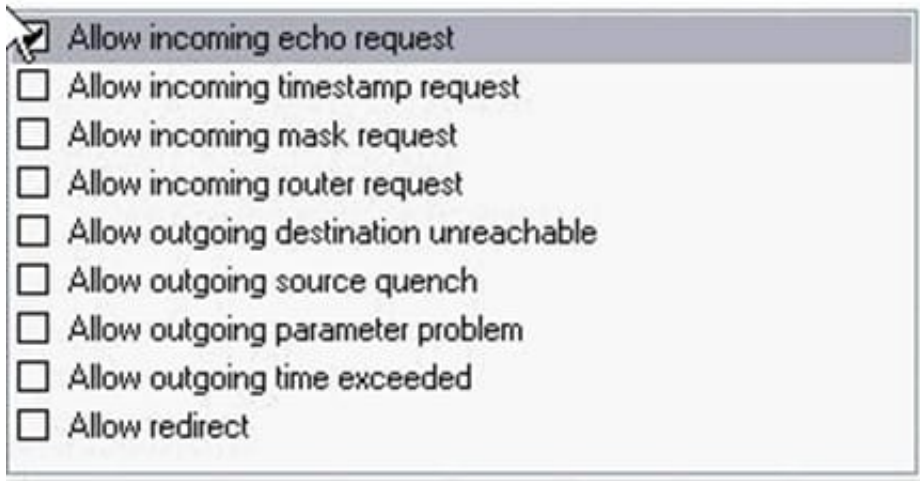 Allow incoming echo request
Allow incoming timestamp request
Allow incoming mask request
Allow incoming router request
Allow outgoing destination unreachable
Allow outgoing source quench
Allow outgoing parameter problem
Allow outgoing time exceeded
Allow redirect